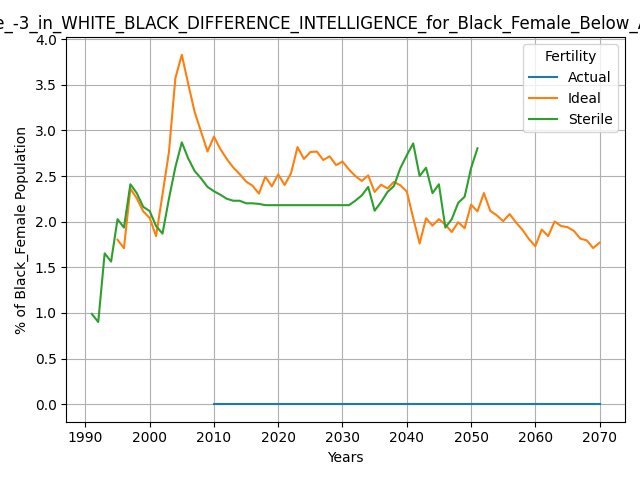 e_-3_in_WHITE_BLACK_DIFFERENCE_INTELLIGENCE_for_Black_Female_Below_
Fertility
Actual
Ideal
Sterile
% of Black_Female Population
4.0
3.5
3.0
2.5
2.0
1.5
1.0
0.5
0.0
1990 2000 2010 2020 2030 2040 2050 2060 2070
Years